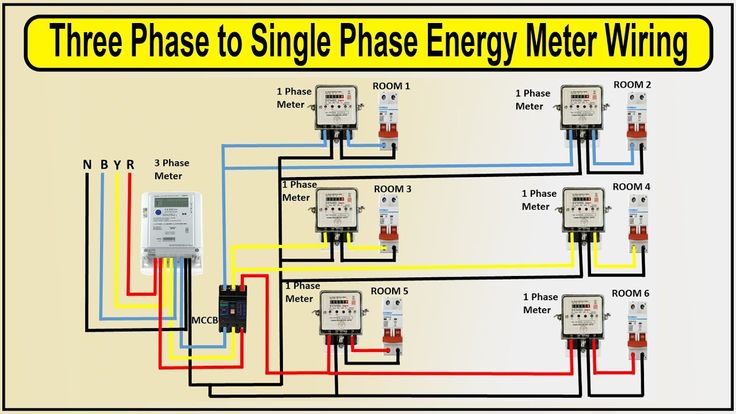 Three Phase to Single Phase Energy Meter Wiring
1 Phase
Meter
ROOM 1
1 Phase
Meter
ROOM 2
N B Y R
3 Phase
Meter
1 Phase
Meter
ROOM 3
1 Phase
Meter
ROOM 4
MCCB
1 Phase
Meter
ROOM 5
1 Phase
Meter
ROOM 6